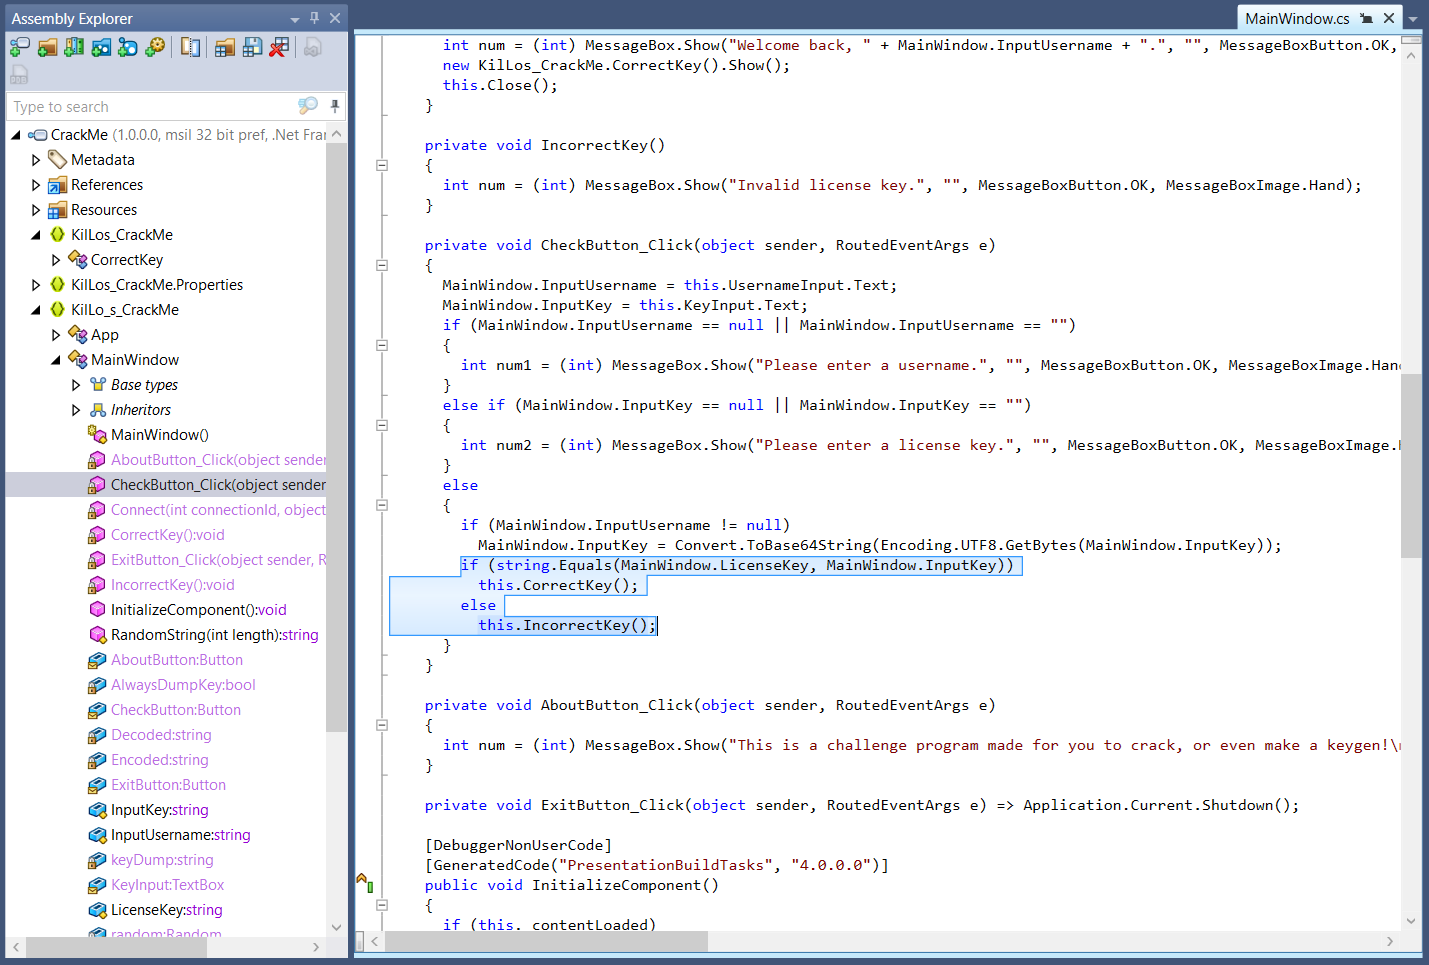 Assembly Explorer
Type to search
CrackMe (1.0.0.0, msil 32 bit pref, .Net Fra
Metadata
References
Resources
KilLos_CrackMe
CorrectKey
KilLos_CrackMe.Properties
KilLo_s_CrackMe
App
MainWindow
Base types
Inheritors
MainWindow()
AboutButton_Click(object sender
CheckButton_Click(object sender
Connect(int connectionId, object
CorrectKey():void
ExitButton_Click(object sender, R
IncorrectKey():void
InitializeComponent():void
RandomString(int length):string
AboutButton:Button
AlwaysDumpKey:bool
CheckButton:Button
Decoded:string
Encoded:string
ExitButton:Button
InputKey:string
InputUsername:string
keyDump:string
KeyInput:TextBox
LicenseKey:string
random:Random
MainWindow.cs
int num = (int) MessageBox.Show("Welcome back, " + MainWindow.InputUsername + ".", "", MessageBoxButton.OK,
new KilLos_CrackMe.CorrectKey().Show();
this.Close();
}
private void IncorrectKey()
{
int num = (int) MessageBox.Show("Invalid license key.", "", MessageBoxButton.OK, MessageBoxImage.Hand);
}
private void CheckButton_Click(object sender, RoutedEventArgs e)
{
MainWindow.InputUsername = this.UsernameInput.Text;
MainWindow.InputKey = this.KeyInput.Text;
if (MainWindow.InputUsername == null || MainWindow.InputUsername == "")
{
int num1 = (int) MessageBox.Show("Please enter a username.", "", MessageBoxButton.OK, MessageBoxImage.Han
}
else if (MainWindow.InputKey == null || MainWindow.InputKey == "")
{
int num2 = (int) MessageBox.Show("Please enter a license key.", "", MessageBoxButton.OK, MessageBoxImage.
}
else
{
if (MainWindow.InputUsername != null)
MainWindow.InputKey = Convert.ToBase64String(Encoding.UTF8.GetBytes(MainWindow.InputKey));
if (string.Equals(MainWindow.LicenseKey, MainWindow.InputKey))
this.CorrectKey();
else
this.IncorrectKey();
}
}
private void AboutButton_Click(object sender, RoutedEventArgs e)
{
int num = (int) MessageBox.Show("This is a challenge program made for you to crack, or even make a keygen!\
}
private void ExitButton_Click(object sender, RoutedEventArgs e) => Application.Current.Shutdown();
[DebuggerNonUserCode]
[GeneratedCode("PresentationBuildTasks", "4.0.0.0")]
public void InitializeComponent()
{
if (this._contentLoaded)